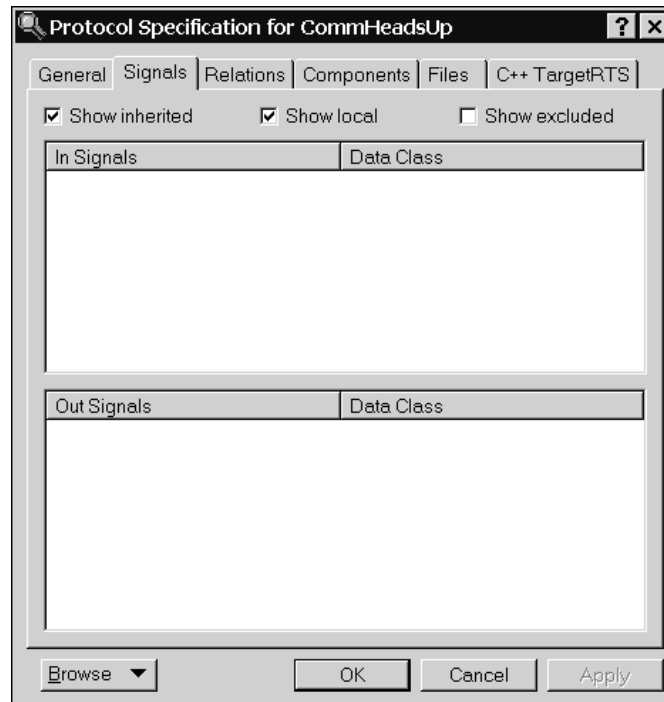 Protocol Specification for CommHeadsUp ? X
General Signals Relations Components Files C++ TargetRTS
Show inherited Show local Show excluded
In Signals Data Class
Out Signals Data Class
Browse OK Cancel Apply